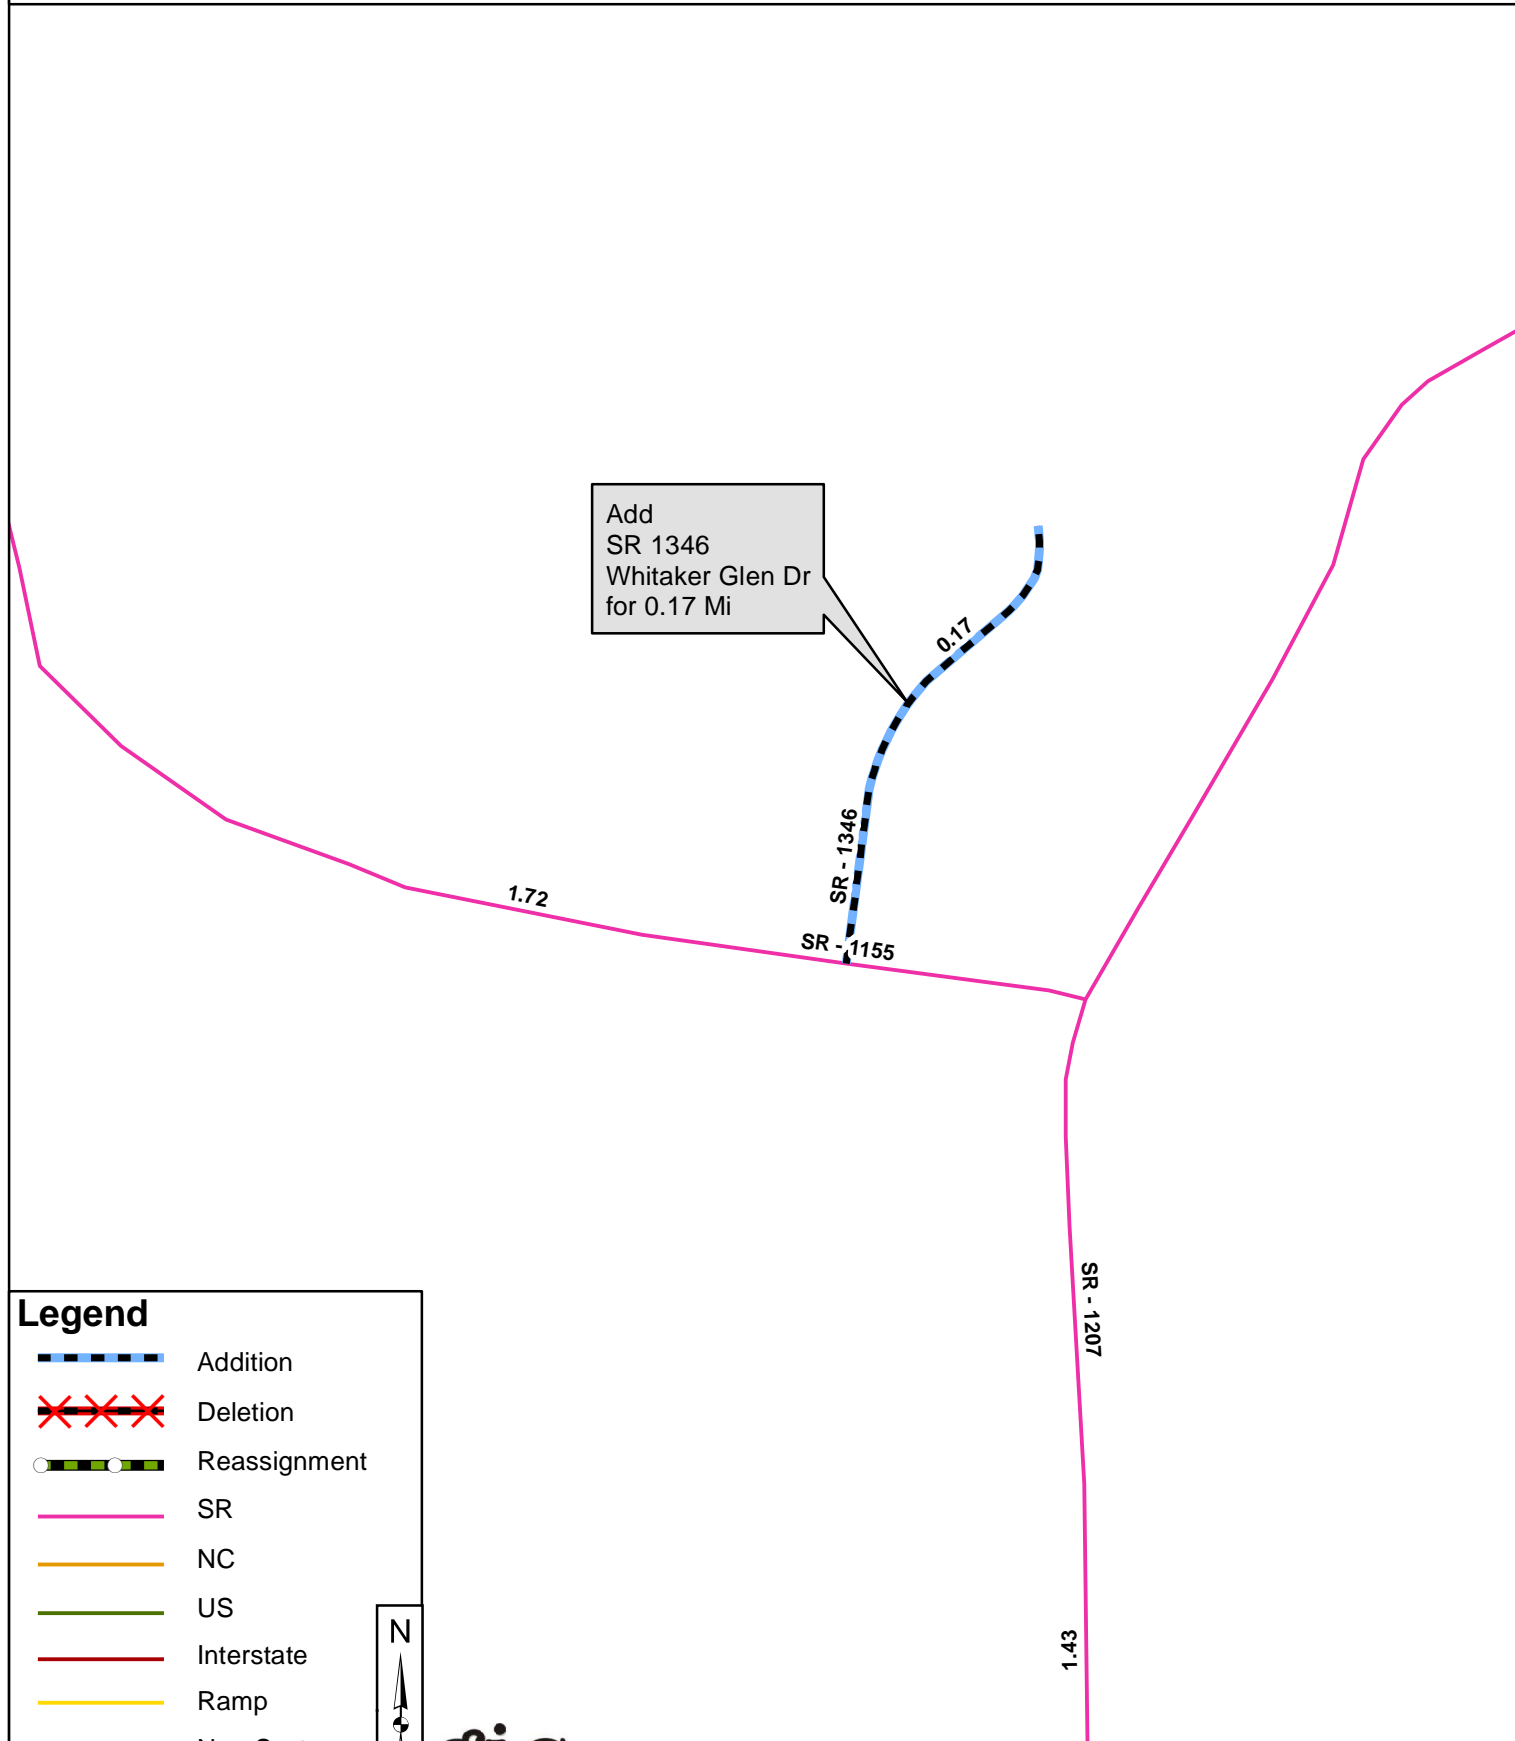 Add
SR 1346
Whitaker Glen Dr
for 0.17 Mi
0.17
SR - 1346
1.72
SR - 1155
SR - 1207
1.43
Legend
Addition
Deletion
Reassignment
SR
NC
US
Interstate
Ramp
N